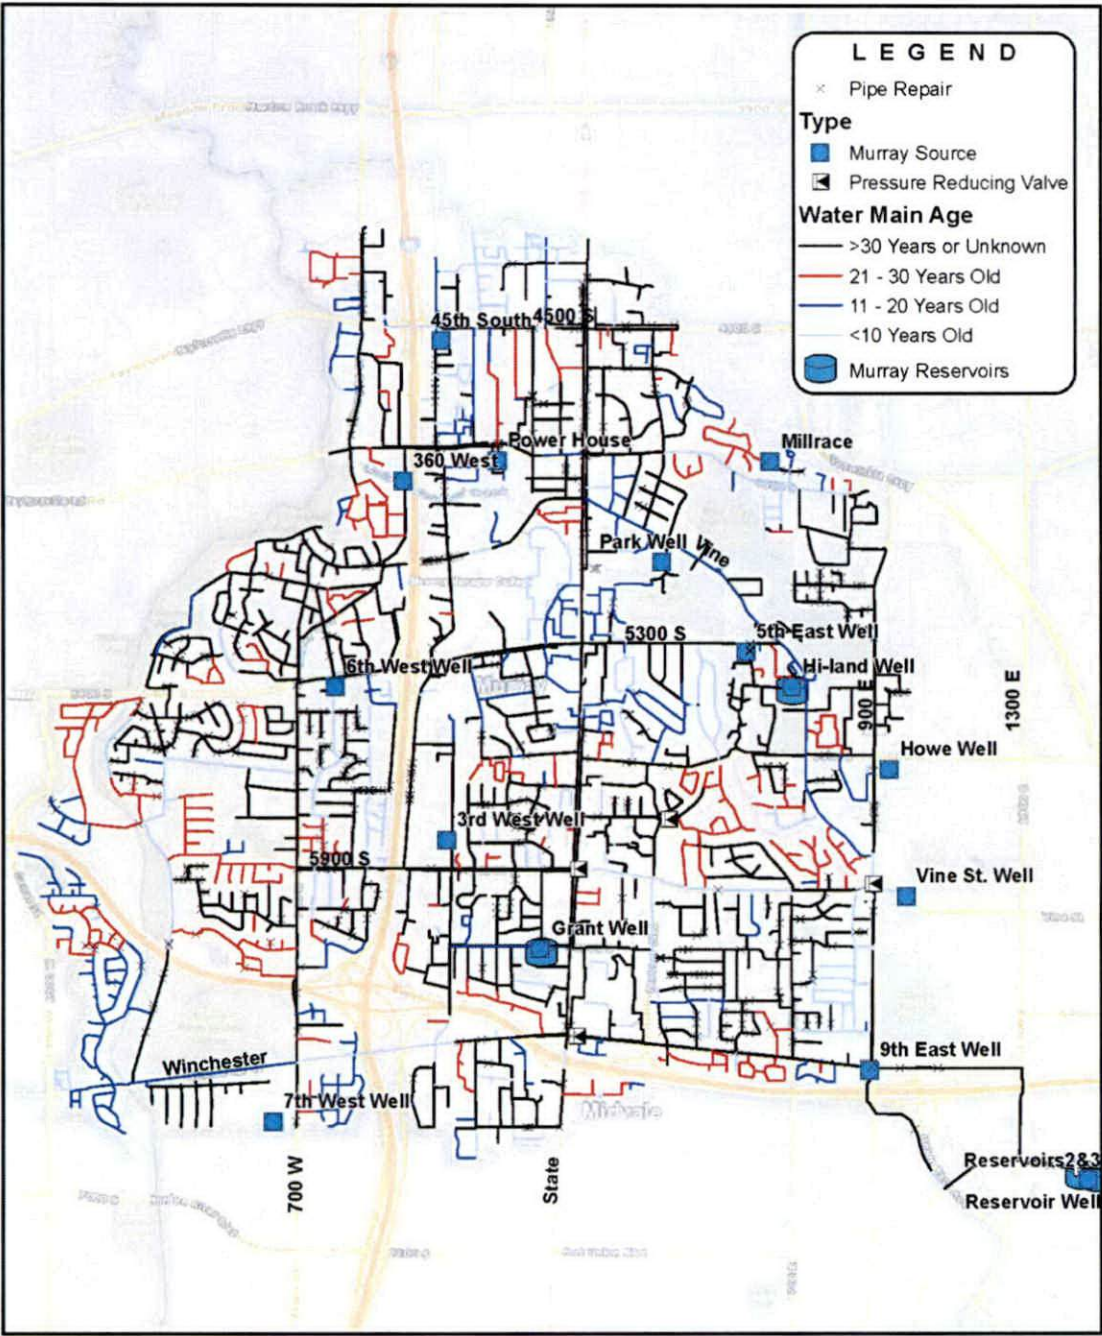 L E G E N D
Pipe Repair
Type
Murray Source
Pressure Reducing Valve
Water Main Age
>30 Years or Unknown
21 - 30 Years Old
11 - 20 Years Old
<10 Years Old
Murray Reservoirs
45th South
4500 S
Power House
360 West
Millrace
Park Well
Vine
5300 S
5th East Well
6th West Well
Hi-land Well
Murray
900 E
1300 E
Howe Well
3rd West Well
5900 S
Vine St. Well
Grant Well
9th East Well
Winchester
7th West Well
Midvale
700 W
State
Reservoirs2&3
Reservoir Well